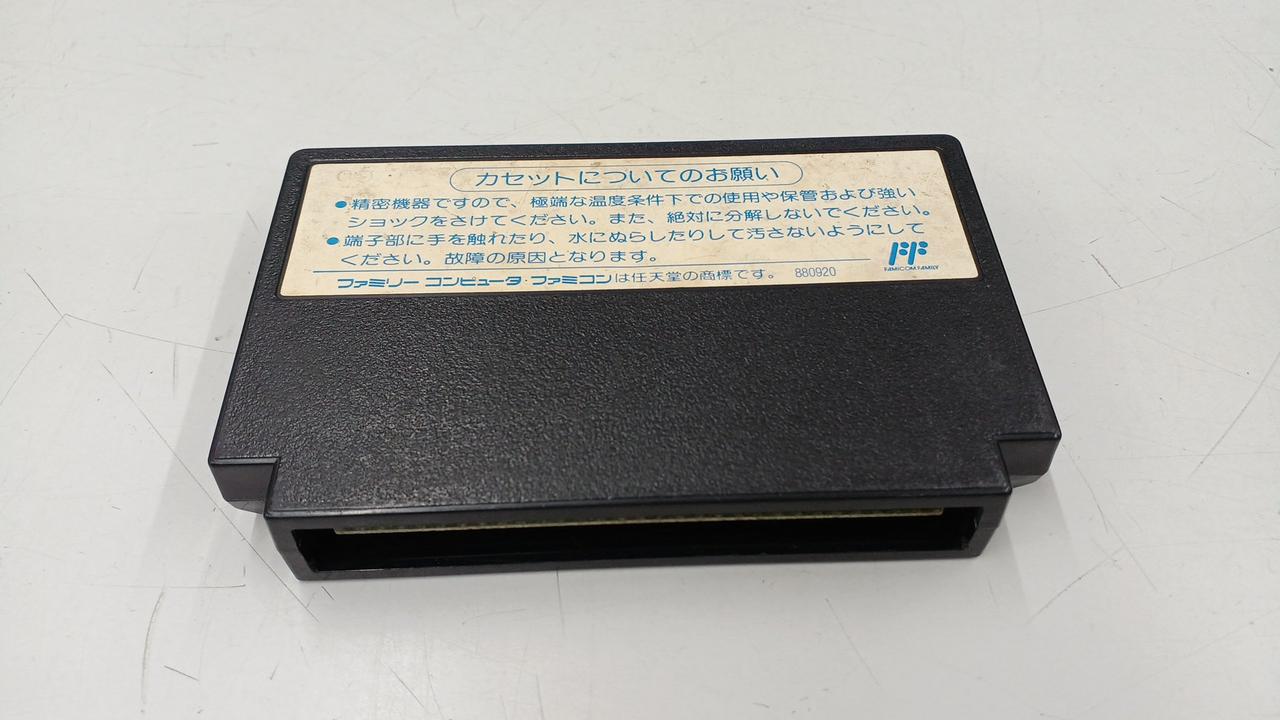 カセットについてのお願い
●精密機器ですので、極端な温度条件下での使用や保管および強い
ショックをさけてください。また、絶対に分解しないでください。
●端子部に手を触れたり、水にぬらしたりして汚さないようにして
ください。故障の原因となります。
FF
FAMICOM FAMILY
ファミリー コンピュータ・ファミコンは任天堂の商標です。 880920